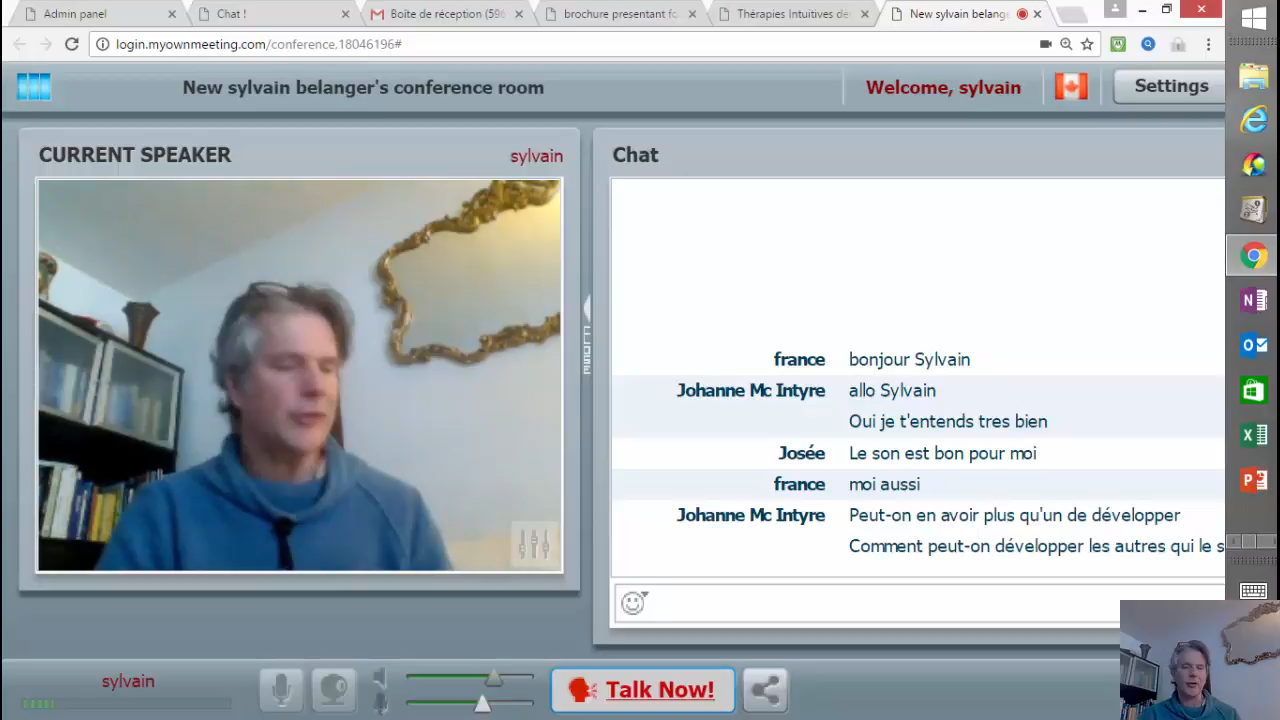 Admin panel
Chat !
Boîte de réception (596
brochure presentant fo
Thérapies Intuitives de
New sylvain belange
login.myownmeeting.com/conference,18046196#
New sylvain belanger's conference room
Welcome, sylvain
Settings
CURRENT SPEAKER
sylvain
Chat
france bonjour Sylvain
Johanne Mc Intyre allo Sylvain
Oui je t'entends tres bien
Josée Le son est bon pour moi
france moi aussi
Johanne Mc Intyre Peut-on en avoir plus qu'un de développer
Comment peut-on développer les autres qui le s
sylvain
Talk Now!